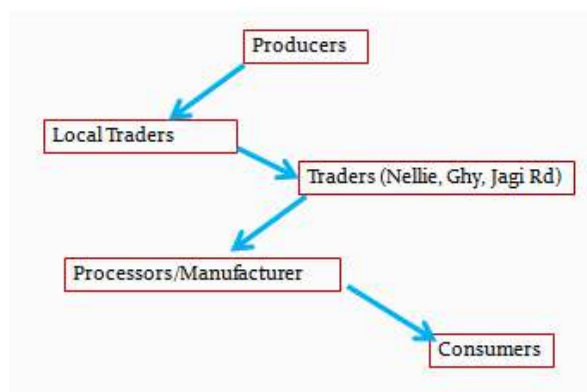 Producers
Local Traders
Traders (Nellie, Ghy, Jagi Rd)
Processors/Manufacturer
Consumers